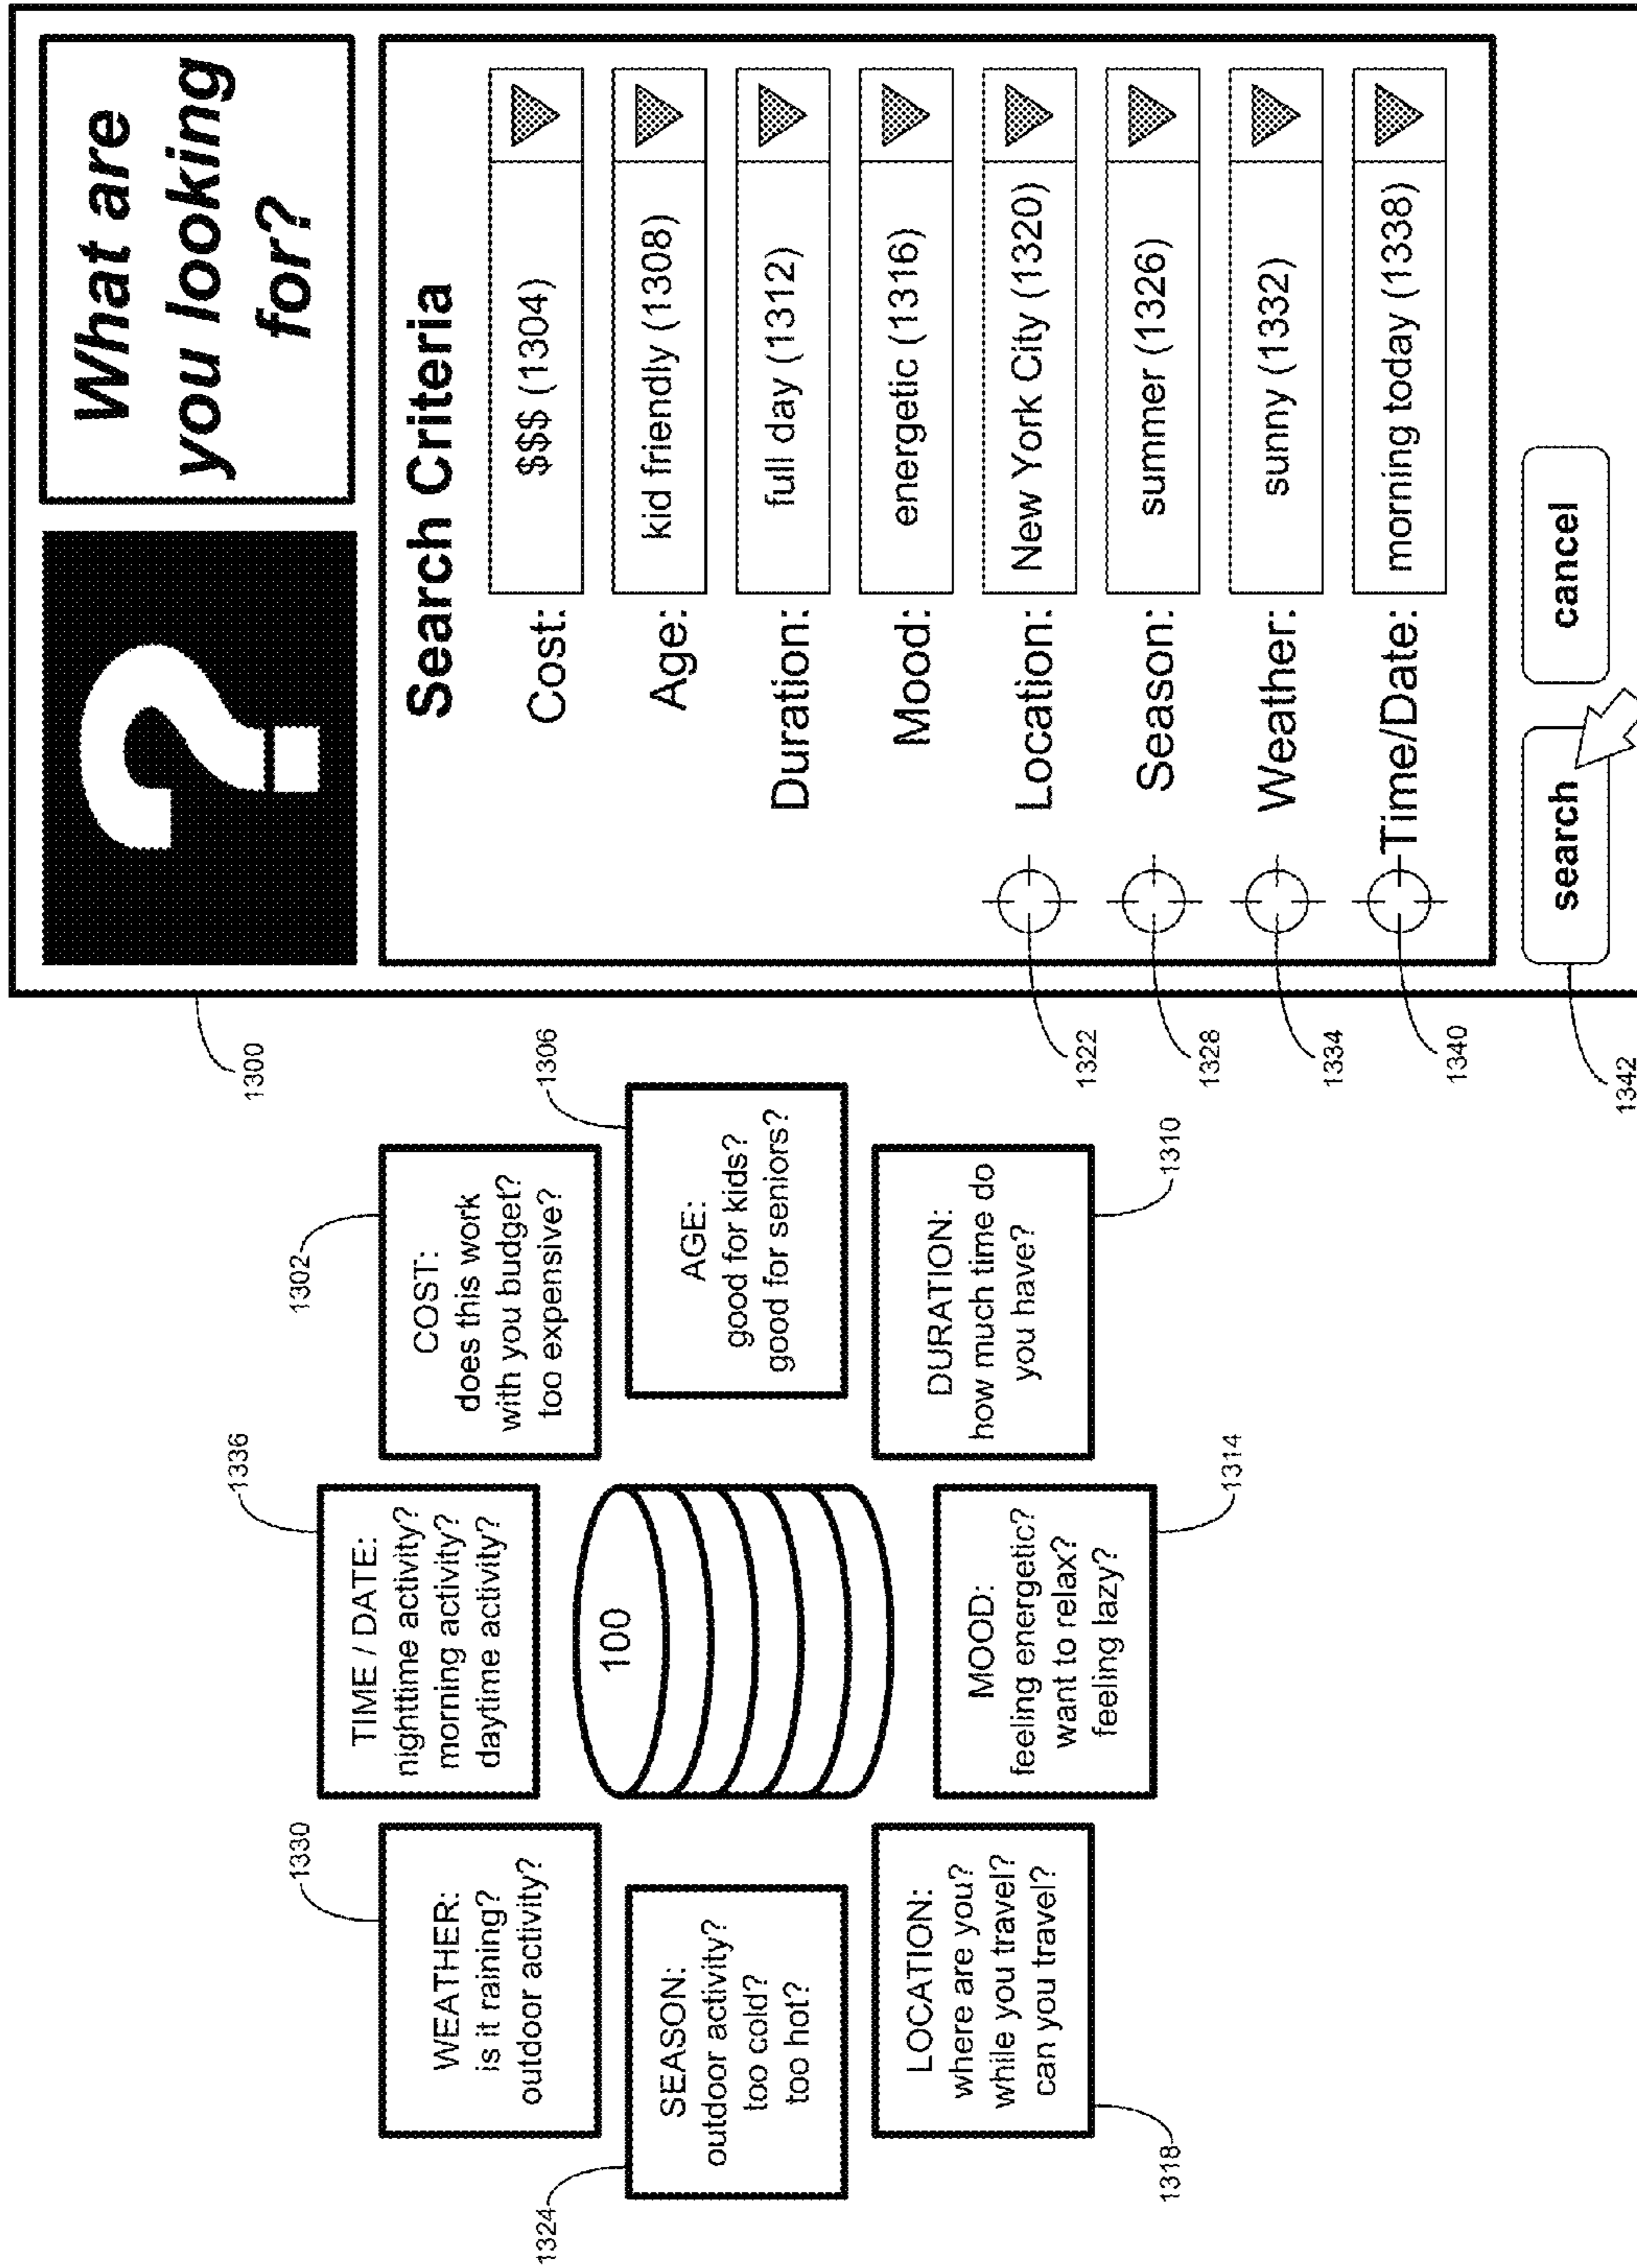 1336
1302
1330
TIME / DATE:
nighttime activity?
morning activity?
daytime activity?
WEATHER:
is it raining?
outdoor activity?
COST:
does this work
with you budget?
too expensive?
1306
1324
SEASON:
outdoor activity?
too cold?
too hot?
100
AGE:
good for kids?
good for seniors?
LOCATION:
where are you?
while you travel?
can you travel?
MOOD:
feeling energetic?
want to relax?
feeling lazy?
DURATION:
how much time do
you have?
1318
1314
1310
1300
?
What are
you looking
for?
Search Criteria
Cost: $$$ (1304)
Age: kid friendly (1308)
Duration: full day (1312)
Mood: energetic (1316)
1322 Location: New York City (1320)
1328 Season: summer (1326)
1334 Weather: sunny (1332)
1340 Time/Date: morning today (1338)
1342 search cancel